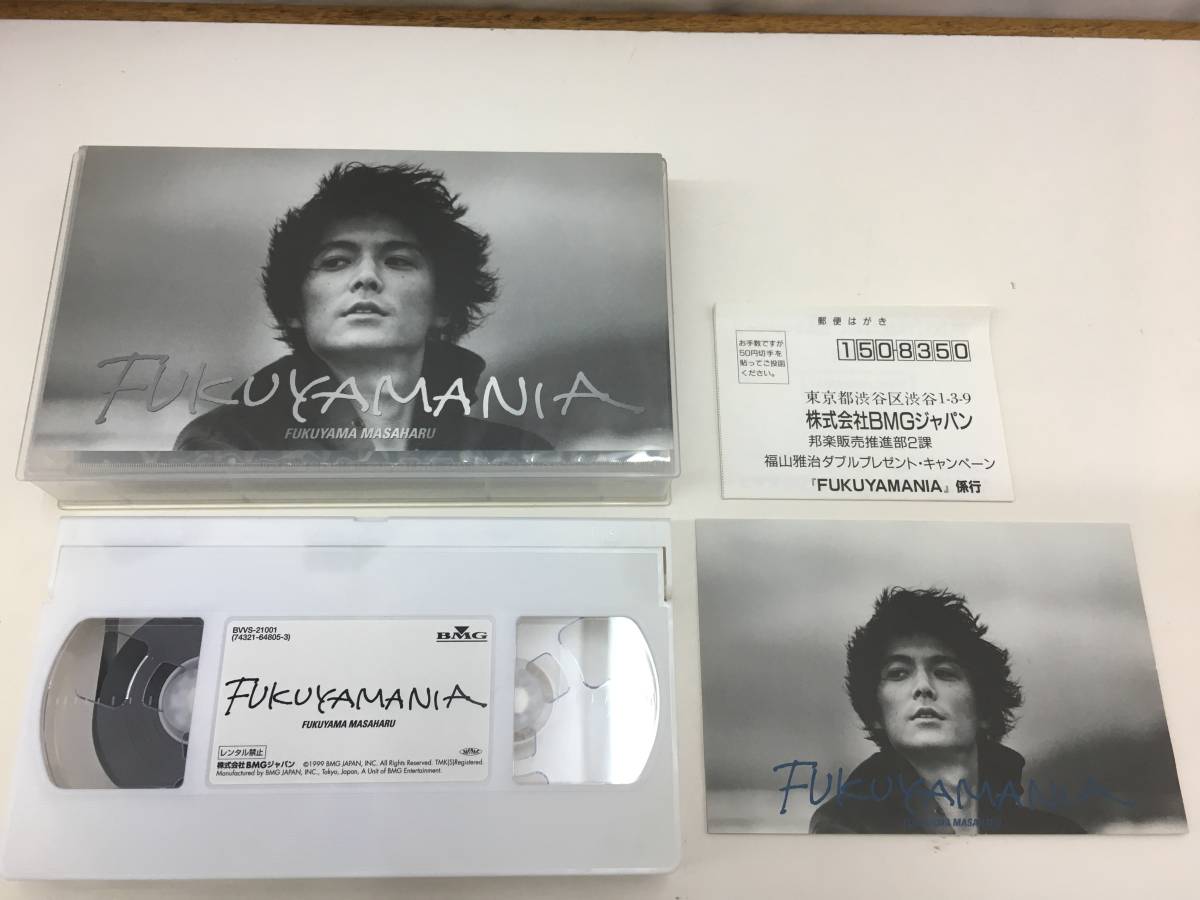 FUKUYAMANIA
FUKUYAMA MASAHARU
郵便はがき
お手数ですが
50円切手を
貼ってご投函
ください。
150-8350
東京都渋谷区渋谷1-3-9
株式会社BMGジャパン
邦楽販売推進部2課
福山雅治ダブルプレゼント・キャンペーン
『FUKUYAMANIA』係行
BVVS-21001
(74321-64805-3)
BMG
FUKUYAMANIA
FUKUYAMA MASAHARU
レンタル禁止
株式会社BMGジャパン
©1999 BMG JAPAN, INC. All Rights Reserved. TMK(S)Registered.
Manufactured by BMG JAPAN, INC., Tokyo, Japan, A Unit of BMG Entertainment.
FUKUYAMANIA
FUKUYAMA MASAHARU